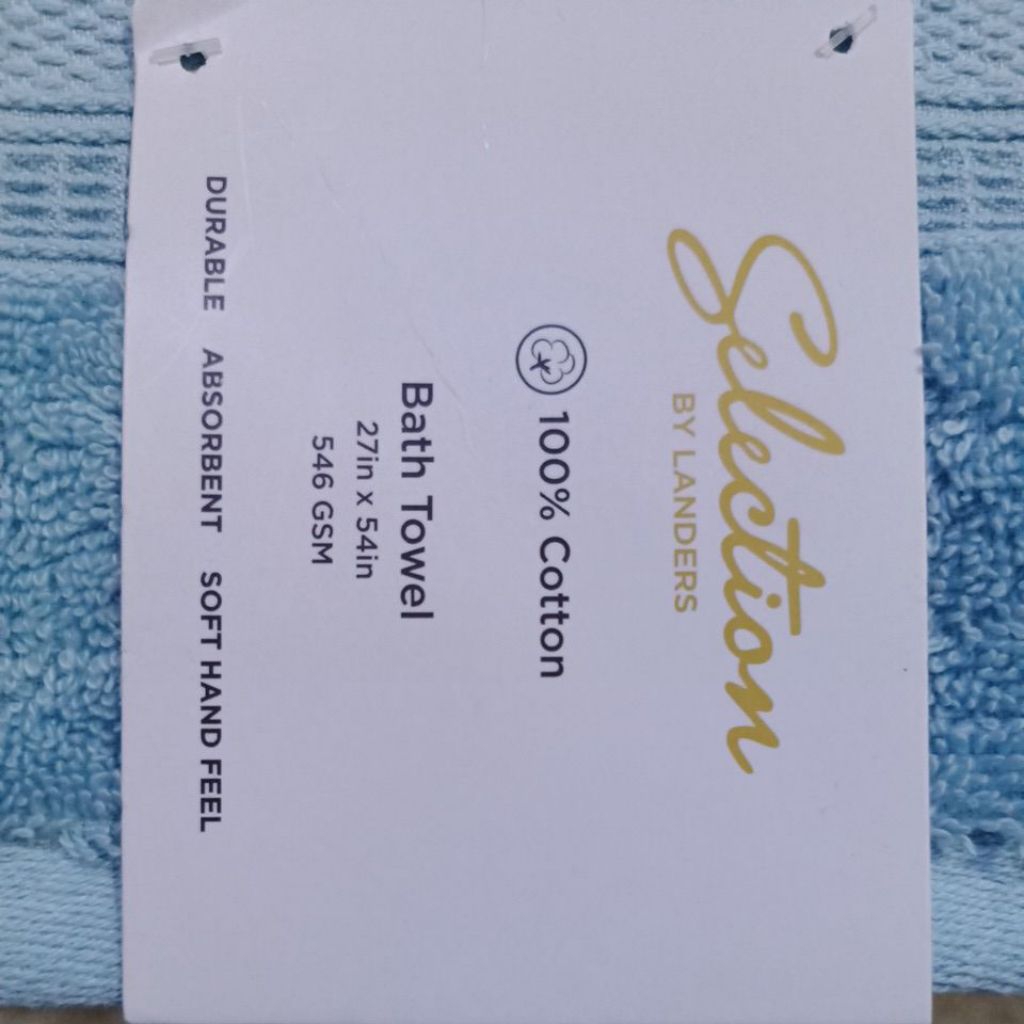 Selection
BY LANDERS
100% Cotton
Bath Towel
27in x 54in
546 GSM
DURABLE ABSORBENT SOFT HAND FEEL